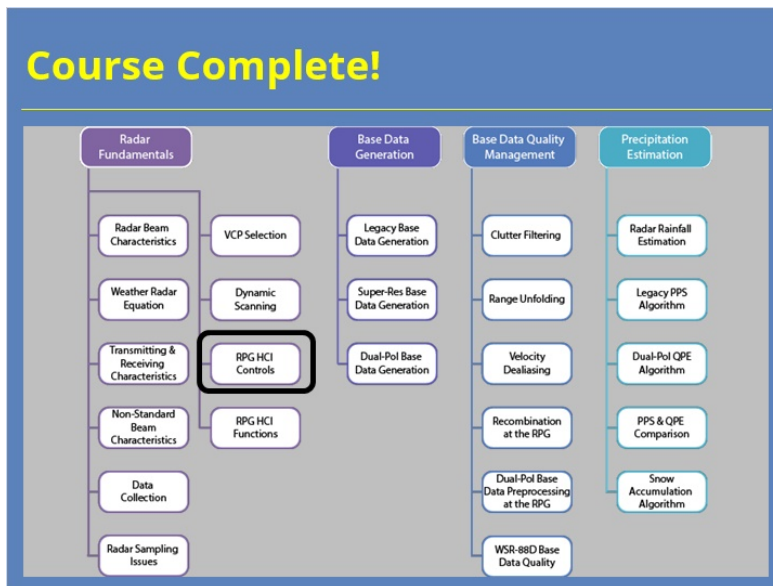 Course Complete!
Radar
Fundamentals
Radar Beam
Characteristics
Weather Radar
Equation
Transmitting &
Receiving
Characteristics
Non-Standard
Beam
Characteristics
Data
Collection
Radar Sampling
Issues
VCP Selection
Dynamic
Scanning
RPG HCI
Controls
RPG HCI
Functions
Base Data
Generation
Legacy Base
Data Generation
Super-Res Base
Data Generation
Dual-Pol Base
Data Generation
Base Data Quality
Management
Clutter Filtering
Range Unfolding
Velocity
Dealiasing
Recombination
at the RPG
Dual-Pol Base
Data Preprocessing
at the RPG
WSR-88D Base
Data Quality
Precipitation
Estimation
Radar Rainfall
Estimation
Legacy PPS
Algorithm
Dual-Pol QPE
Algorithm
PPS & QPE
Comparison
Snow
Accumulation
Algorithm